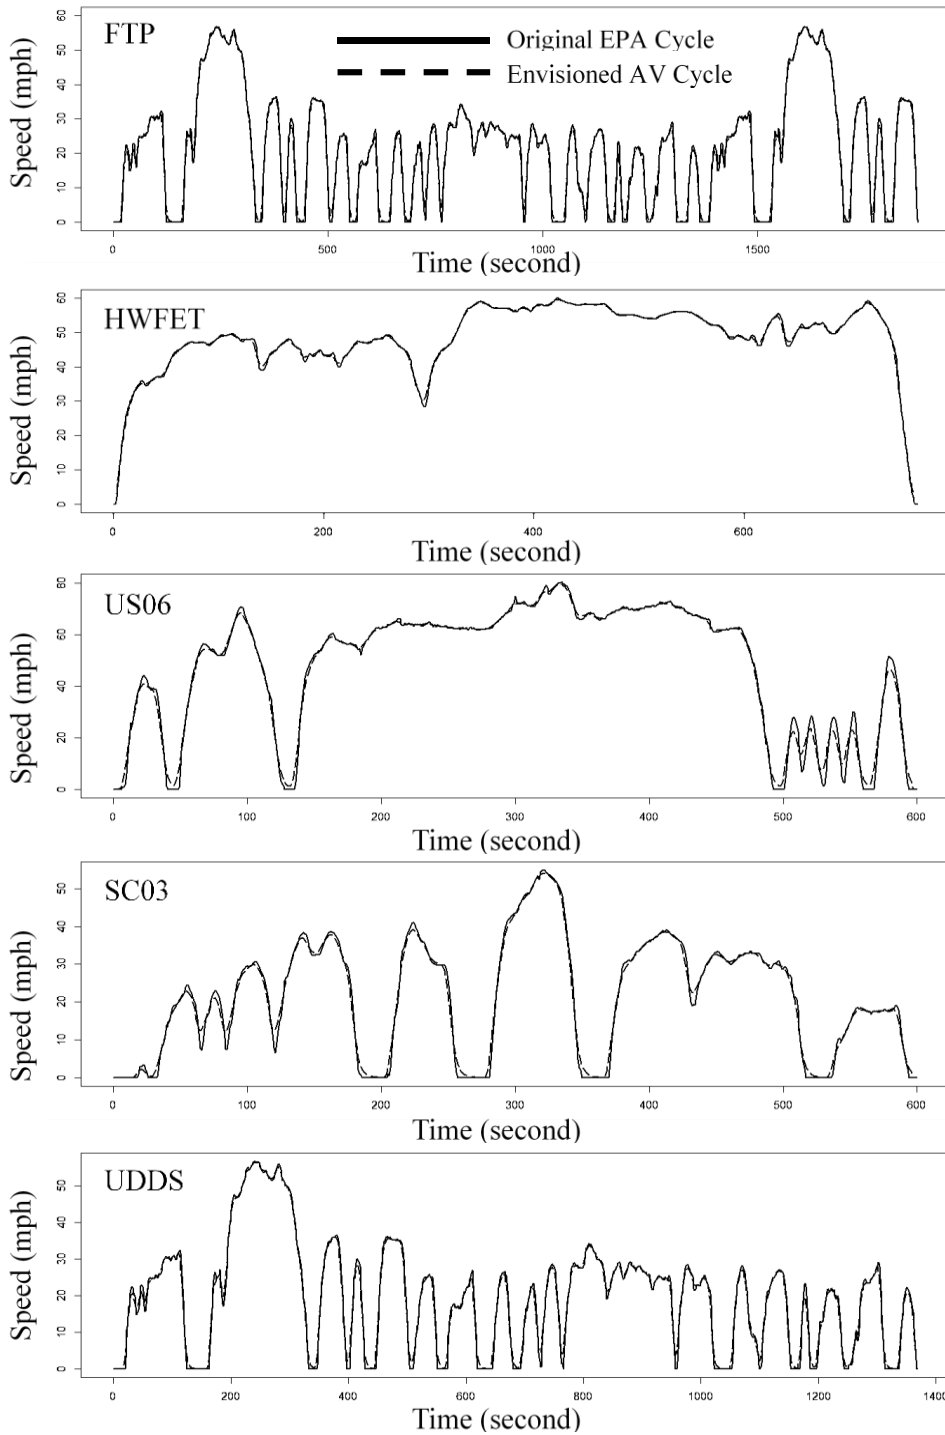 FTP
Original EPA Cycle
Envisioned AV Cycle
Speed (mph)
0 10 20 30 40 50 60
0 500 1000 1500
Time (second)
HWFET
Speed (mph)
0 10 20 30 40 50 60
0 200 400 600
Time (second)
US06
Speed (mph)
0 20 40 60 80
0 100 200 300 400 500 600
Time (second)
SC03
Speed (mph)
0 10 20 30 40 50
0 100 200 300 400 500 600
Time (second)
UDDS
Speed (mph)
0 10 20 30 40 50
0 200 400 600 800 1000 1200 1400
Time (second)